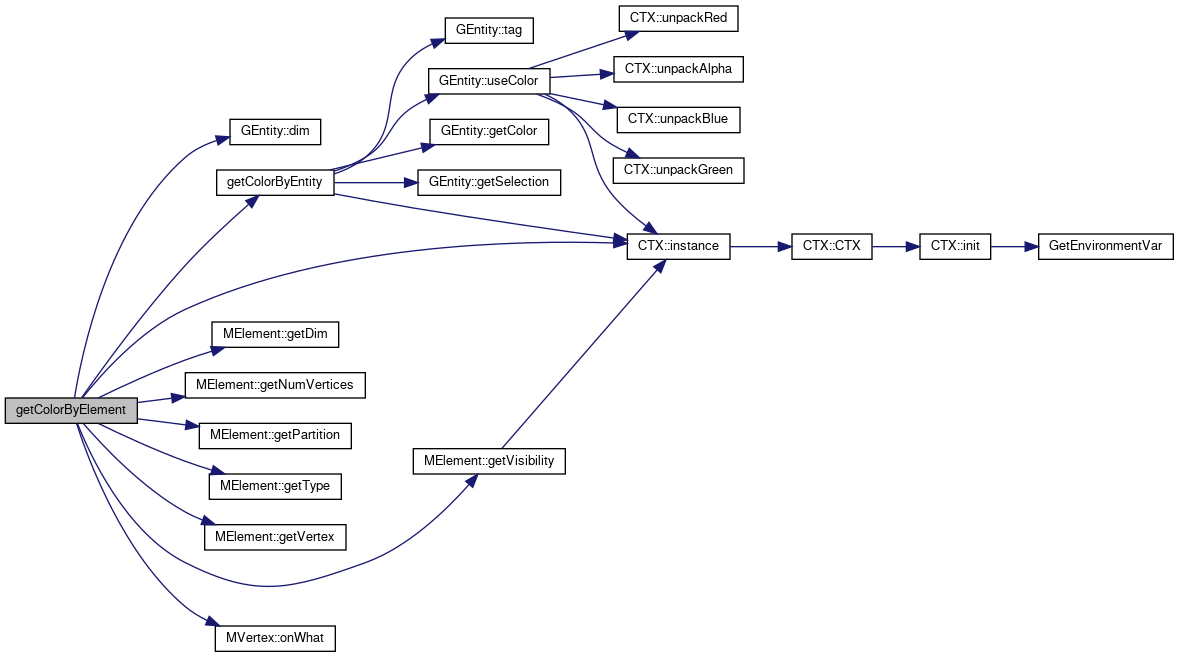 CTX::unpackRed
GEntity::tag
CTX::unpackAlpha
GEntity::useColor
CTX::unpackBlue
GEntity::dim
GEntity::getColor
CTX::unpackGreen
getColorByEntity
GEntity::getSelection
CTX::instance
CTX::CTX
CTX::init
GetEnvironmentVar
MElement::getDim
MElement::getNumVertices
getColorByElement
MElement::getPartition
MElement::getVisibility
MElement::getType
MElement::getVertex
MVertex::onWhat